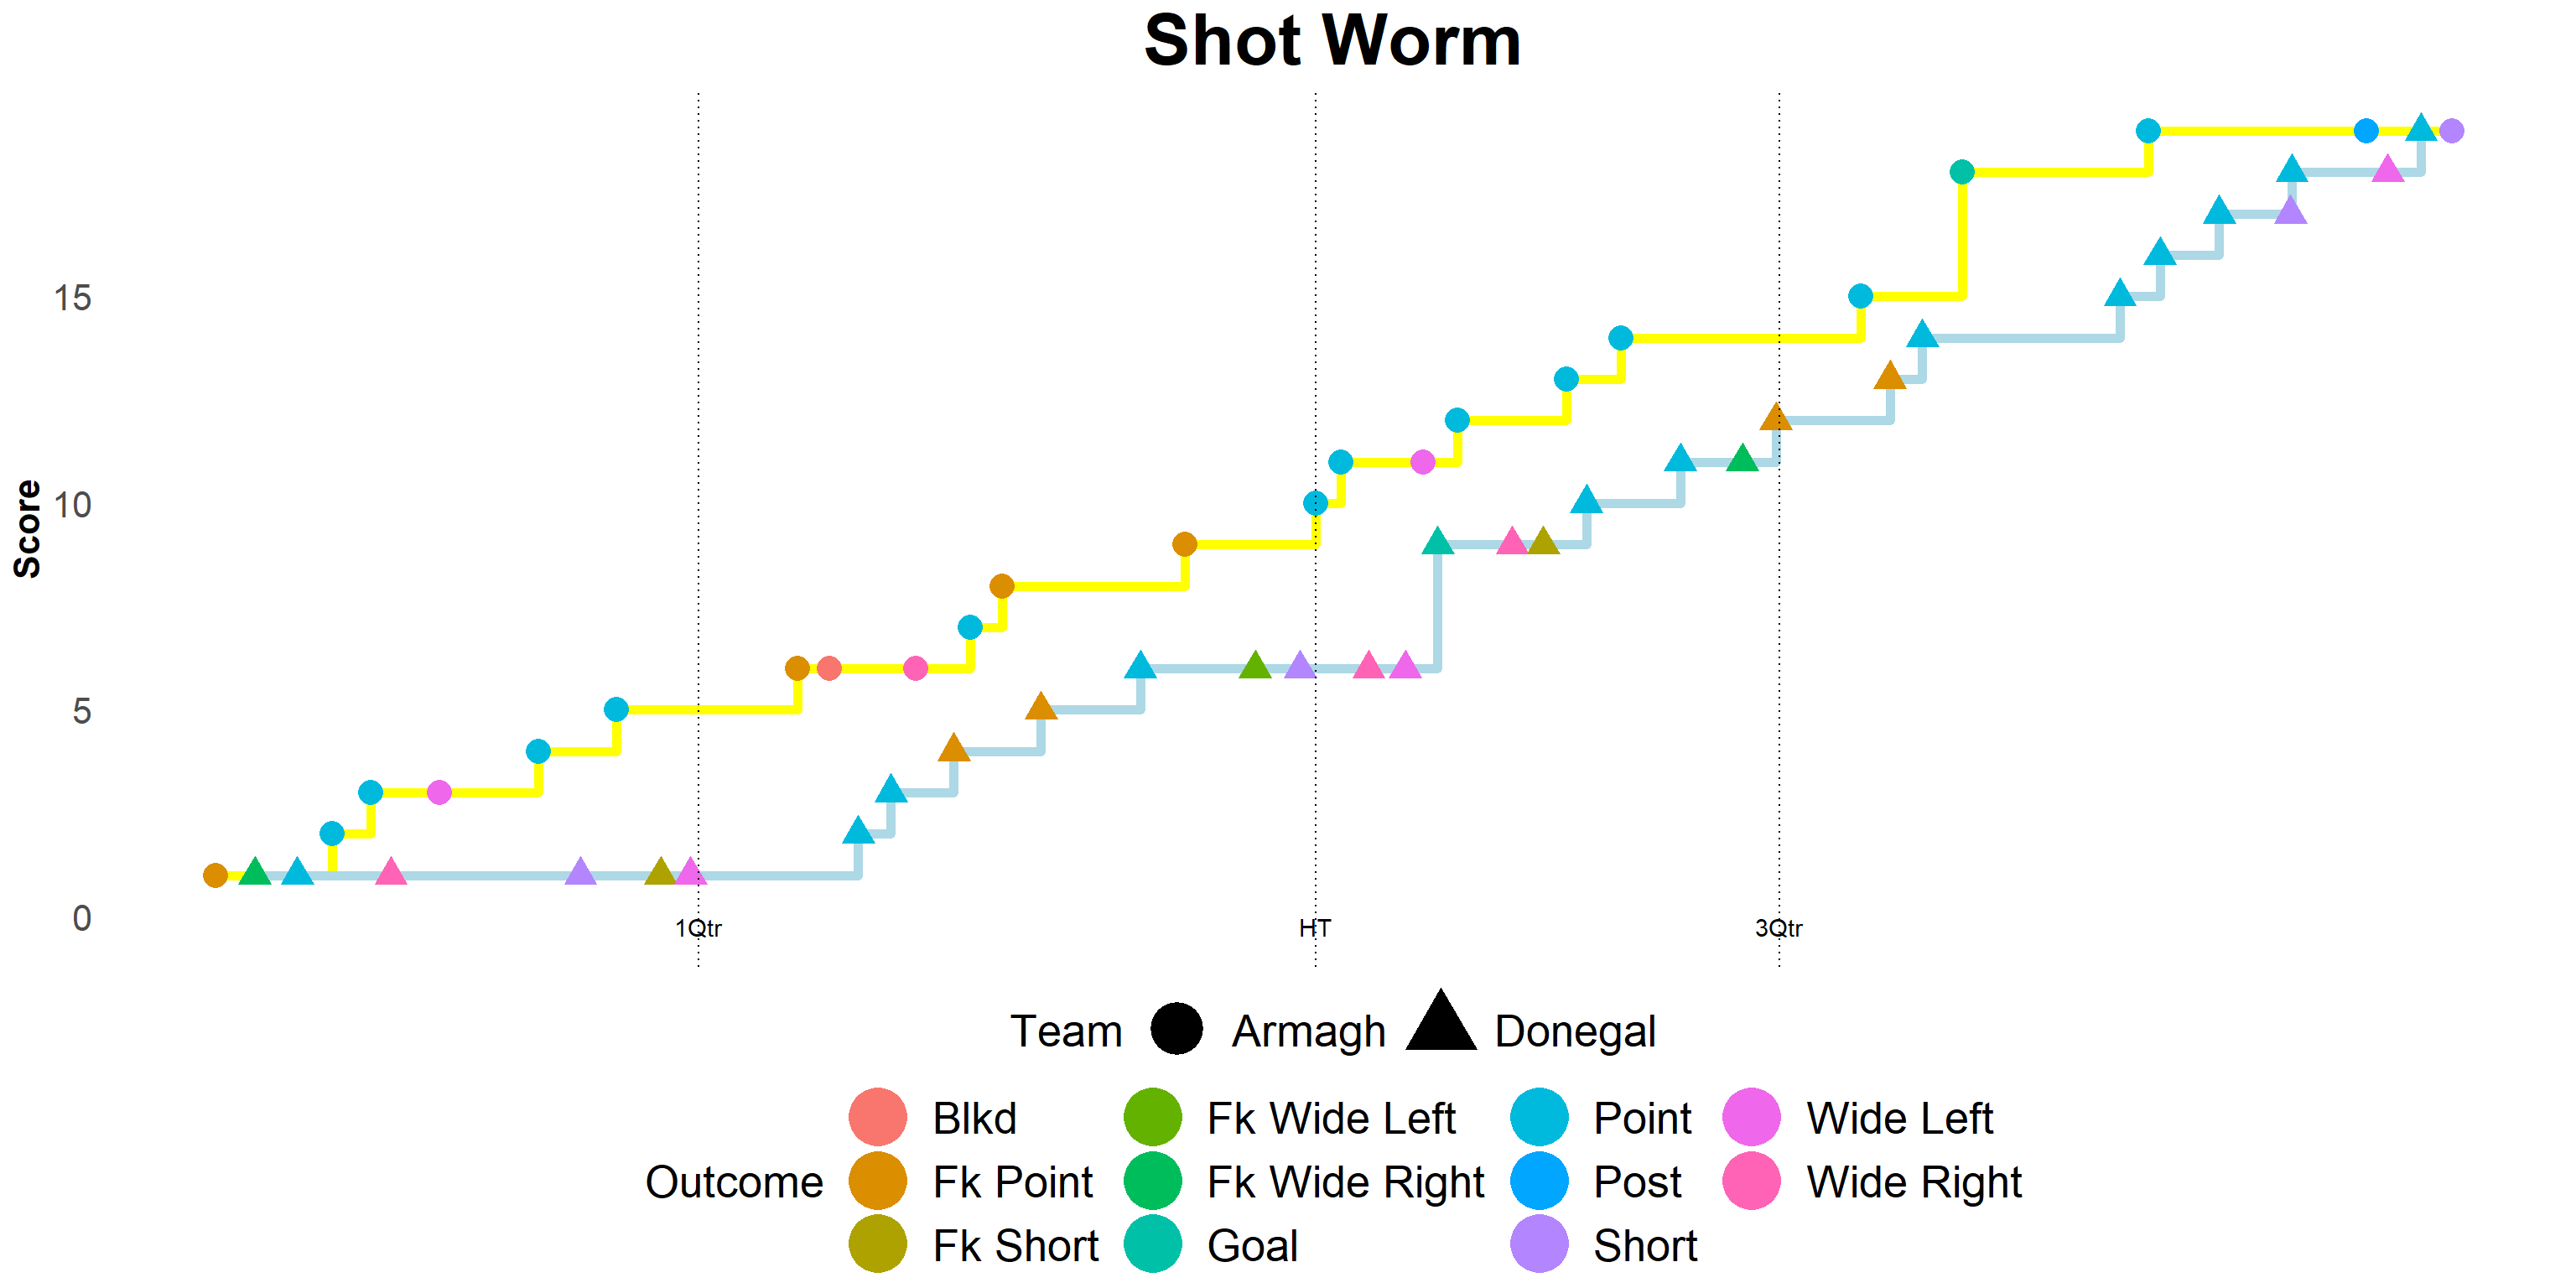 Shot Worm
15
10
5
0
Score
1Qtr
HT
3Qtr
Team Armagh Donegal
Outcome
Blkd Fk Wide Left Point Wide Left
Fk Point Fk Wide Right Post Wide Right
Fk Short Goal Short